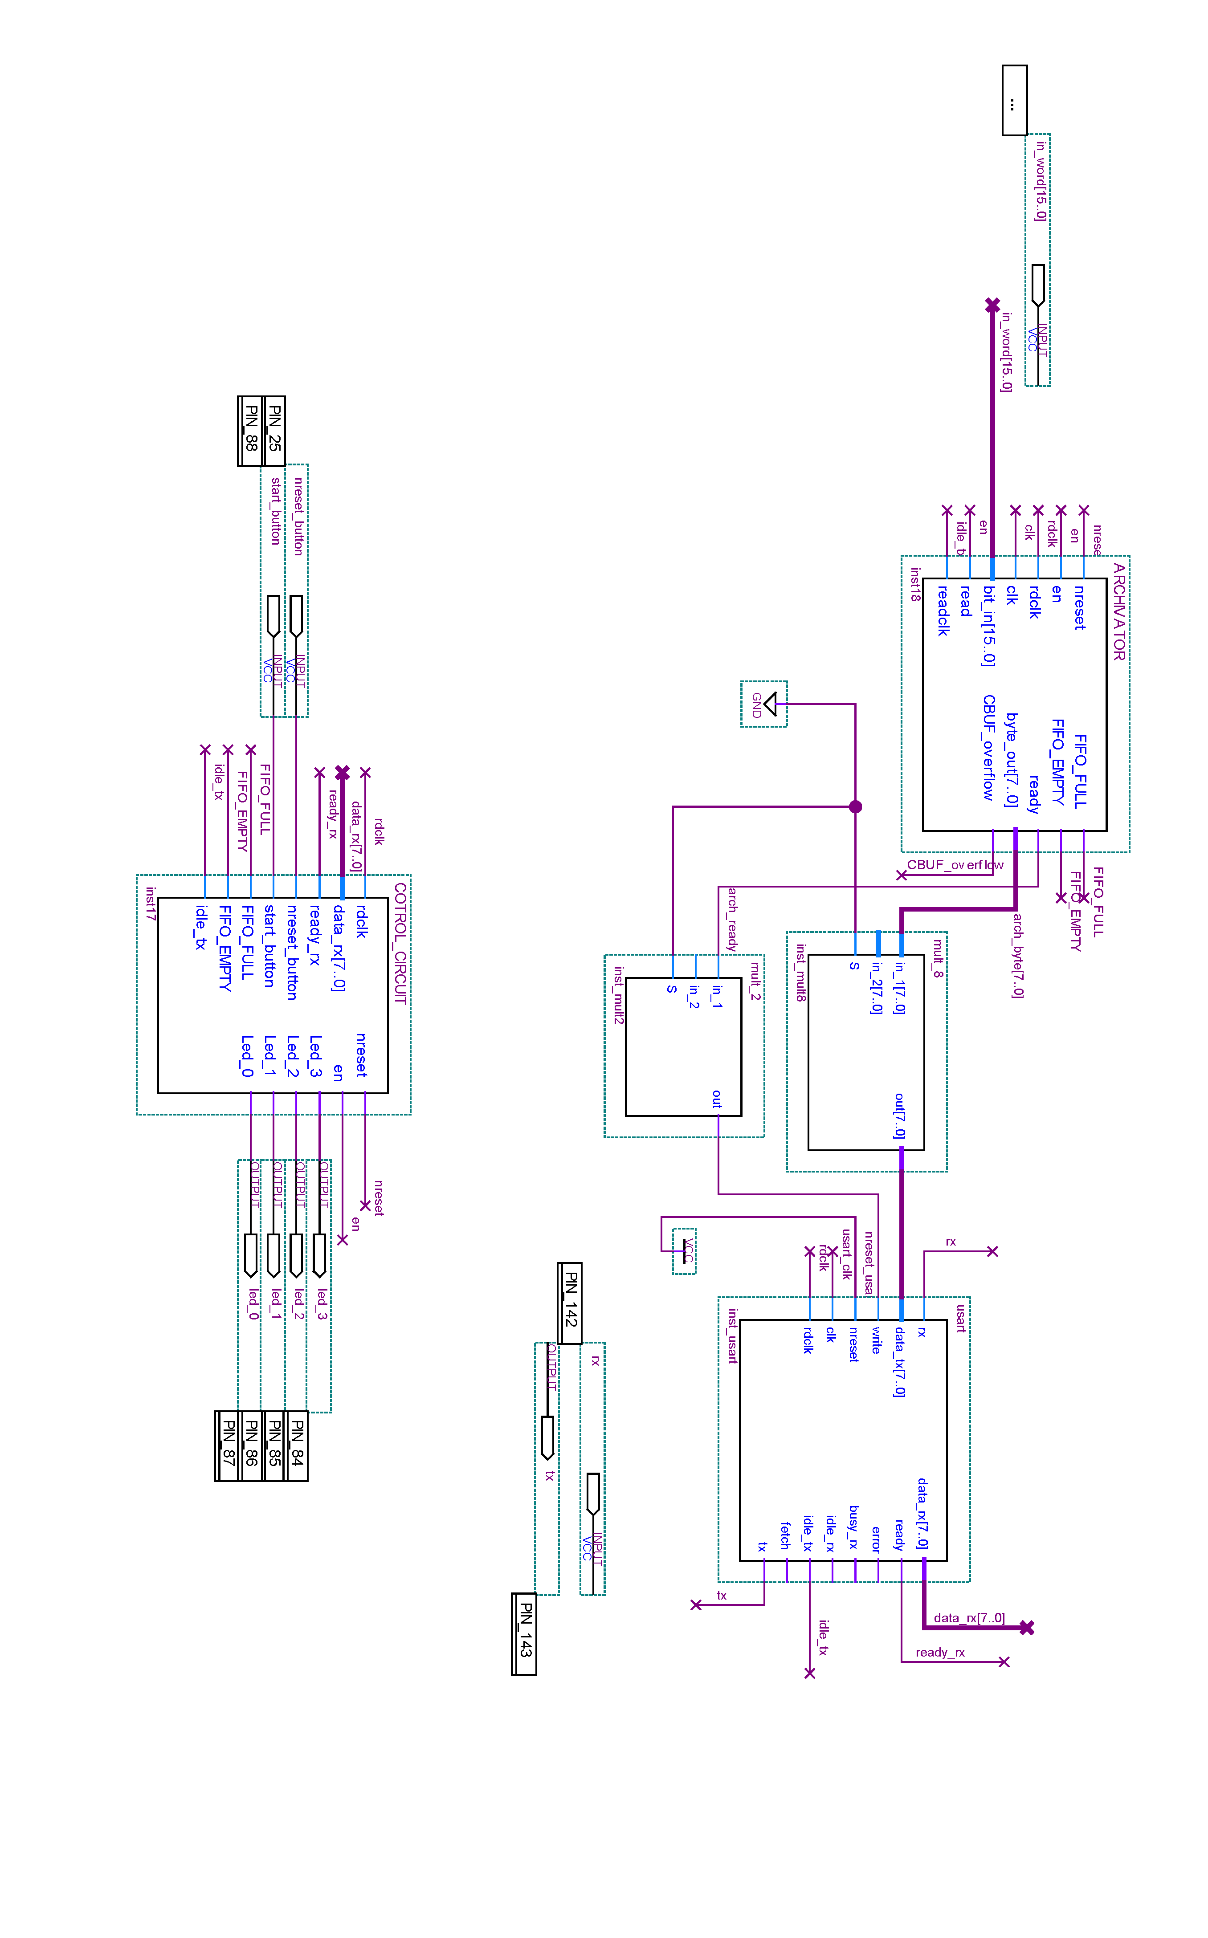 ...
in_word[15..0]
INPUT
VCC
in_word[15..0]
nrese
en
rdclk
clk
en
idle_tx
ARCHIVATOR
nreset
en
rdclk
clk
bit_in[15..0]
read
readclk
FIFO_FULL
FIFO_EMPTY
ready
byte_out[7..0]
CBUF_overflow
inst18
FIFO_FULL
FIFO_EMPTY
CBUF_overflow
arch_byte[7..0]
arch_ready
GND
mult_8
in_1[7..0]
in_2[7..0]
S
out[7..0]
inst_mult8
mult_2
in_1
in_2
S
out
inst_mult2
rx
nreset_usa
usart_clk
rdclk
VCC
usart
rx
data_tx[7..0]
write
nreset
clk
rdclk
data_rx[7..0]
ready
error
busy_rx
idle_rx
idle_tx
fetch
tx
inst_usart
data_rx[7..0]
ready_rx
idle_tx
tx
PIN_142
rx
INPUT
VCC
OUTPUT
tx
PIN_143
PIN_25
PIN_88
nreset_button
start_button
INPUT
VCC
INPUT
VCC
rdclk
data_rx[7..0]
ready_rx
FIFO_FULL
FIFO_EMPTY
idle_tx
COTROL_CIRCUIT
rdclk
data_rx[7..0]
ready_rx
nreset_button
start_button
FIFO_FULL
FIFO_EMPTY
idle_tx
nreset
en
Led_3
Led_2
Led_1
Led_0
inst17
nreset
en
OUTPUT
OUTPUT
OUTPUT
OUTPUT
led_3
led_2
led_1
led_0
PIN_84
PIN_85
PIN_86
PIN_87